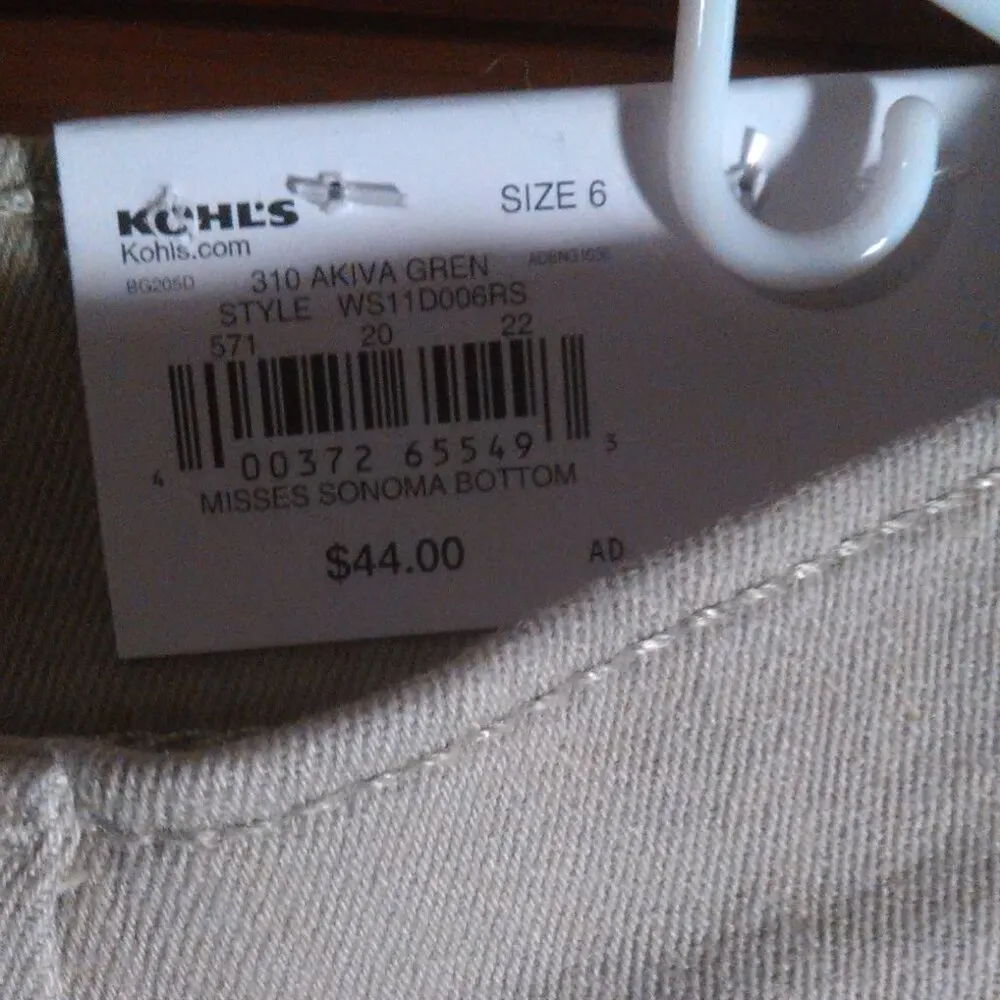 KOHL'S
SIZE 6
Kohls.com
BG205D 310 AKIVA GREN
STYLE WS11D006RS
571 20 22
4 00372 65549 3
MISSES SONOMA BOTTOM
$44.00 AD